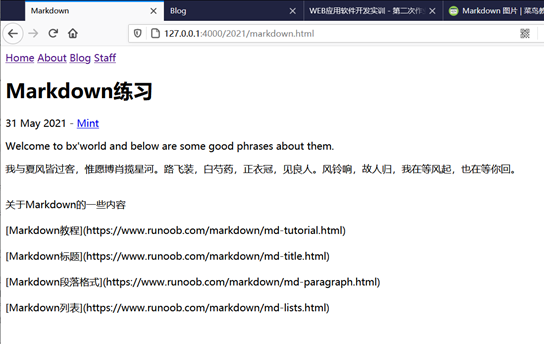 Markdown
Blog
WEB应用软件开发实训 - 第二次作
Markdown 图片 | 菜鸟教
127.0.0.1:4000/2021/markdown.html
Home About Blog Staff
Markdown练习
31 May 2021 - Mint
Welcome to bx'world and below are some good phrases about them.
我与夏风皆过客，惟愿博肖揽星河。路飞装，白芍药，正衣冠，见良人。风铃响，故人归，我在等风起，也在等你回。
关于Markdown的一些内容
[Markdown教程](https://www.runoob.com/markdown/md-tutorial.html)
[Markdown标题](https://www.runoob.com/markdown/md-title.html)
[Markdown段落格式](https://www.runoob.com/markdown/md-paragraph.html)
[Markdown列表](https://www.runoob.com/markdown/md-lists.html)